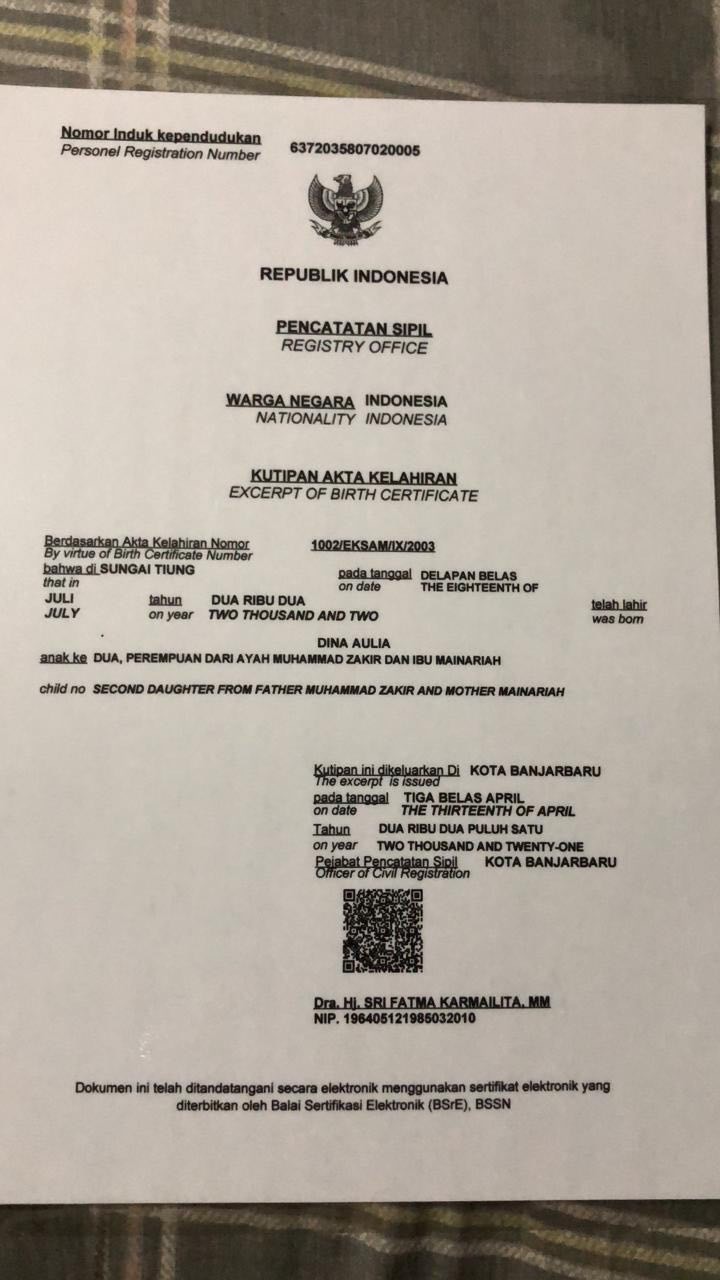 Nomor Induk kependudukan 6372035807020005
Personel Registration Number
REPUBLIK INDONESIA
PENCATATAN SIPIL
REGISTRY OFFICE
WARGA NEGARA INDONESIA
NATIONALITY INDONESIA
KUTIPAN AKTA KELAHIRAN
EXCERPT OF BIRTH CERTIFICATE
Berdasarkan Akta Kelahiran Nomor 1002/EKSAM/IX/2003
By virtue of Birth Certificate Number
bahwa di SUNGAI TIUNG pada tanggal DELAPAN BELAS
that in on date THE EIGHTEENTH OF
JULI tahun DUA RIBU DUA telah lahir
JULY on year TWO THOUSAND AND TWO was born
DINA AULIA
anak ke DUA, PEREMPUAN DARI AYAH MUHAMMAD ZAKIR DAN IBU MAINARIAH
child no SECOND DAUGHTER FROM FATHER MUHAMMAD ZAKIR AND MOTHER MAINARIAH
Kutipan ini dikeluarkan Di KOTA BANJARBARU
The excerpt is issued
pada tanggal TIGA BELAS APRIL
on date THE THIRTEENTH OF APRIL
Tahun DUA RIBU DUA PULUH SATU
on year TWO THOUSAND AND TWENTY-ONE
Pejabat Pencatatan Sipil KOTA BANJARBARU
Officer of Civil Registration
Dra. Hj. SRI FATMA KARMAILITA, MM
NIP. 196405121985032010
Dokumen ini telah ditandatangani secara elektronik menggunakan sertifikat elektronik yang
diterbitkan oleh Balai Sertifikasi Elektronik (BSrE), BSSN